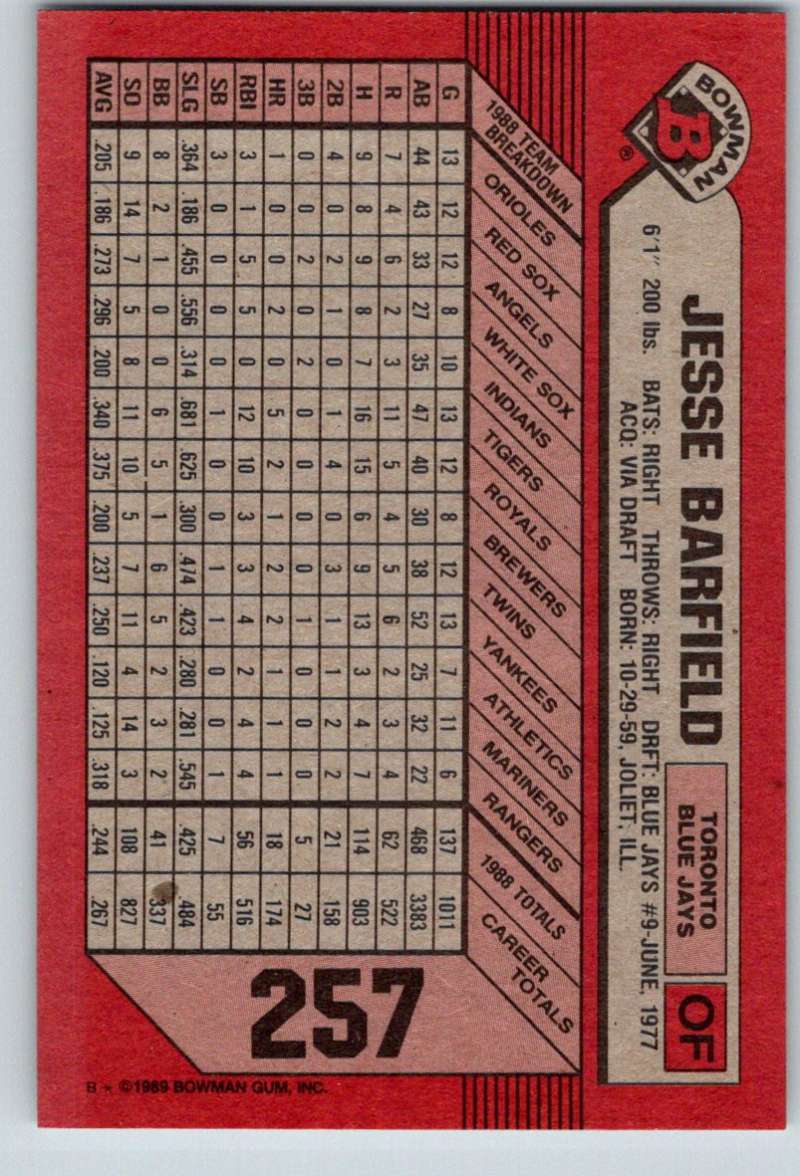 BOWMAN
B
®
JESSE BARFIELD
TORONTO
BLUE JAYS
OF
6'1" 200 lbs. BATS: RIGHT THROWS: RIGHT DRFT: BLUE JAYS #9-JUNE, 1977
ACQ: VIA DRAFT BORN: 10-29-59, JOLIET, ILL.
1988 TEAM
BREAKDOWN
ORIOLES
RED SOX
ANGELS
WHITE SOX
INDIANS
TIGERS
ROYALS
BREWERS
TWINS
YANKEES
ATHLETICS
MARINERS
RANGERS
1988 TOTALS
CAREER
TOTALS
G 13 12 12 8 10 13 12 8 12 13 7 11 6 137 1011
AB 44 43 33 27 35 47 40 30 38 52 25 32 22 468 3383
R 7 4 6 2 3 11 5 4 5 6 2 3 4 62 522
H 9 8 9 8 7 16 15 6 9 13 3 4 7 114 903
2B 4 0 2 1 0 1 4 0 3 1 1 2 2 21 158
3B 0 0 2 0 2 0 0 0 0 1 0 0 0 5 27
HR 1 0 0 2 0 5 2 1 2 2 1 1 1 18 174
RBI 3 1 5 5 0 12 10 3 3 4 2 4 4 56 516
SB 3 0 0 0 0 1 0 0 1 1 0 0 1 7 55
SLG .364 .186 .455 .556 .314 .681 .625 .300 .474 .423 .280 .281 .545 .425 484
BB 8 2 1 0 0 6 5 1 6 5 2 3 2 41 337
SO 9 14 7 5 8 11 10 5 7 11 4 14 3 108 827
AVG .205 .186 .273 .296 .200 .340 .375 .200 .237 .250 .120 .125 .318 .244 .267
257
B * ©1989 BOWMAN GUM, INC.